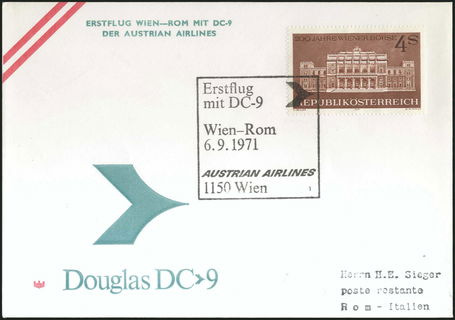 ERSTFLUG WIEN—ROM MIT DC-9
DER AUSTRIAN AIRLINES
200 JAHRE WIENER BÖRSE
4S
REPUBLIK ÖSTERREICH
Erstflug
mit DC-9
Wien–Rom
6.9.1971
AUSTRIAN AIRLINES
1150 Wien
Douglas DC 9
Herrn H.E. Sieger
poste restante
Rom - Italien